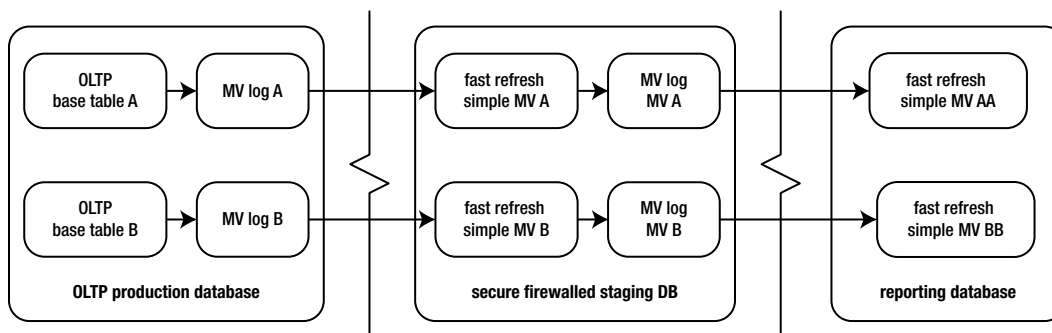 OLTP
base table A
MV log A
fast refresh
simple MV A
MV log
MV A
fast refresh
simple MV AA
OLTP
base table B
MV log B
fast refresh
simple MV B
MV log
MV B
fast refresh
simple MV BB
OLTP production database
secure firewalled staging DB
reporting database